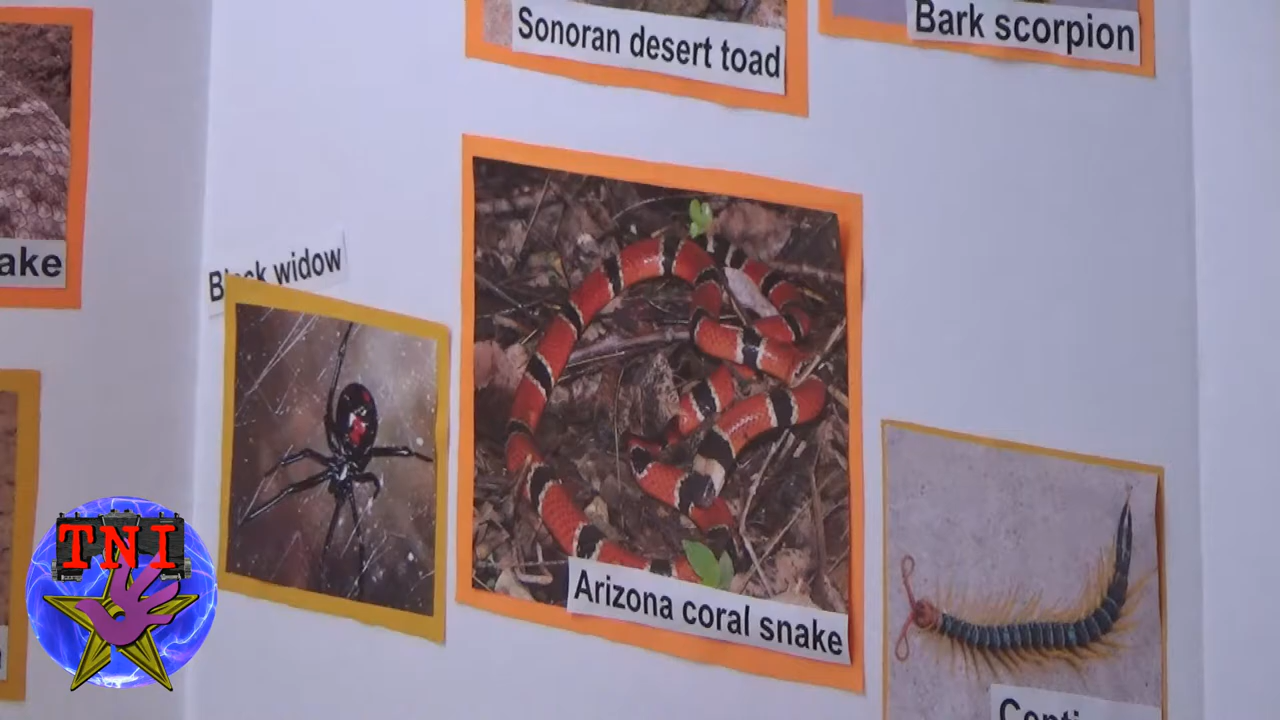 Sonoran desert toad
Bark scorpion
ake
Black widow
Arizona coral snake
TNI